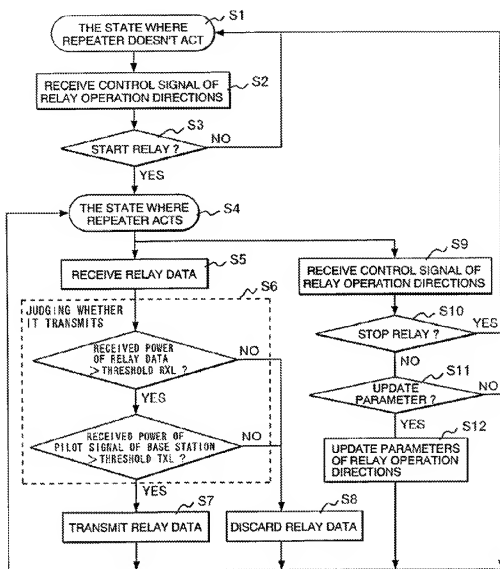 S1
THE STATE WHERE
REPEATER DOESN'T ACT
S2
RECEIVE CONTROL SIGNAL OF
RELAY OPERATION DIRECTIONS
S3
START RELAY ?
NO
YES
THE STATE WHERE
REPEATER ACTS
S4
S5
RECEIVE RELAY DATA
S6
JUDGING WHETHER
IT TRANSMITS
RECEIVED POWER
OF RELAY DATA
>THRESHOLD RXL ?
NO
YES
RECEIVED POWER OF
PILOT SIGNAL OF BASE STATION
>THRESHOLD TXL ?
NO
YES
S7
TRANSMIT RELAY DATA
S8
DISCARD RELAY DATA
S9
RECEIVE CONTROL SIGNAL OF
RELAY OPERATION DIRECTIONS
S10
STOP RELAY ?
YES
NO
S11
UPDATE
PARAMETER ?
NO
YES
S12
UPDATE PARAMETERS
OF RELAY OPERATION
DIRECTIONS